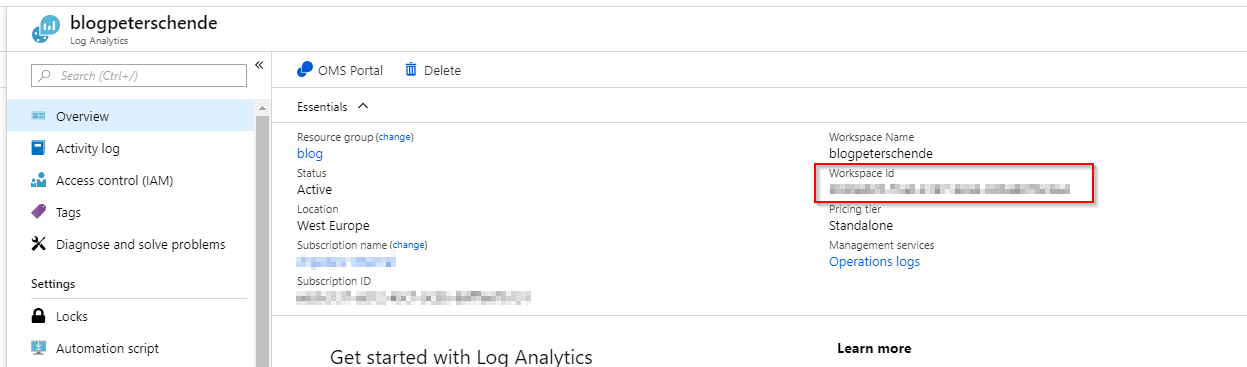 blogpeterschende
Log Analytics
Search (Ctrl+/)
Overview
Activity log
Access control (IAM)
Tags
Diagnose and solve problems
Settings
Locks
Automation script
OMS Portal
Delete
Essentials
Resource group (change)
blog
Status
Active
Location
West Europe
Subscription name (change)
Subscription ID
Workspace Name
blogpeterschende
Workspace Id
Pricing tier
Standalone
Management services
Operations logs
Get started with Log Analytics
Learn more